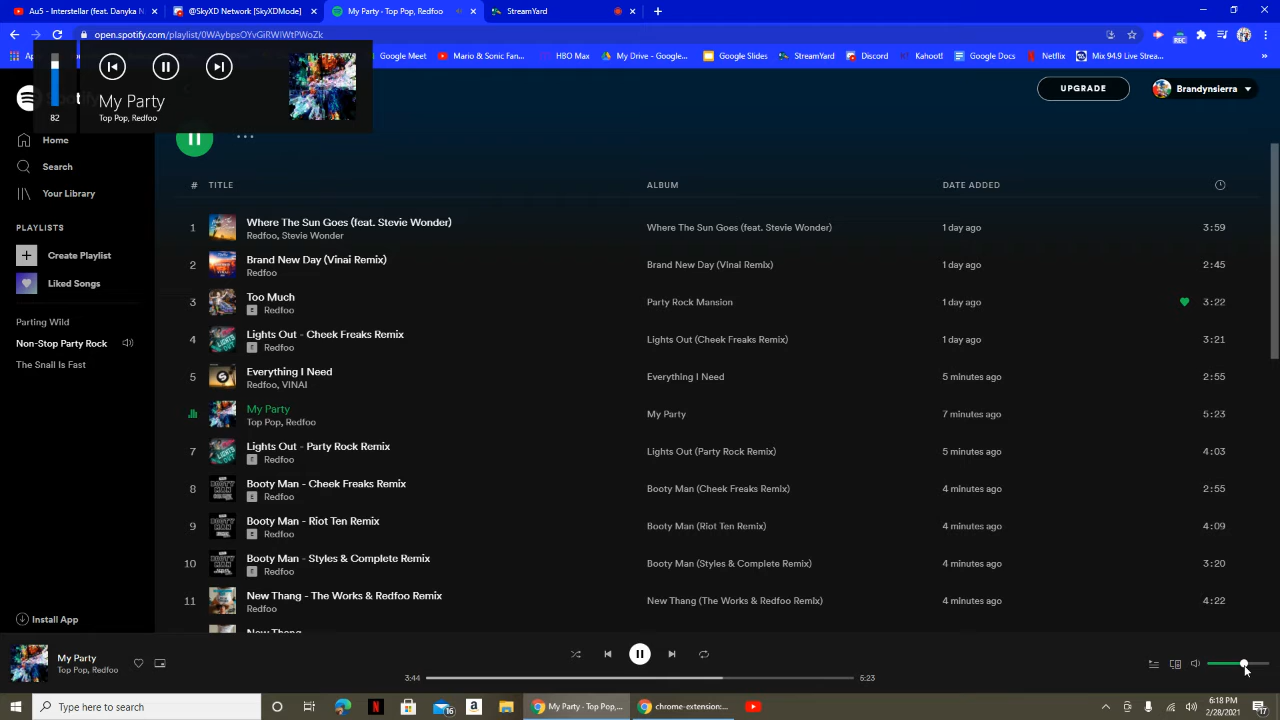 Au5 - Interstellar (feat. Danyka N
@SkyXD Network [SkyXDMode]
My Party - Top Pop, Redfoo
StreamYard
open.spotify.com/playlist/0WAybpsOYvGiRWIWtPWoZk
Google Meet
Mario & Sonic Fan...
HBO Max
My Drive - Google...
Google Slides
StreamYard
Discord
Kahoot!
Google Docs
Netflix
Mix 94.9 Live Strea...
My Party
Top Pop, Redfoo
82
UPGRADE
Brandynsierra
Home
Search
Your Library
PLAYLISTS
Create Playlist
Liked Songs
Parting Wild
Non-Stop Party Rock
The Snall Is Fast
Install App
# TITLE ALBUM DATE ADDED
1 Where The Sun Goes (feat. Stevie Wonder) Where The Sun Goes (feat. Stevie Wonder) 1 day ago 3:59
Redfoo, Stevie Wonder
2 Brand New Day (Vinai Remix) Brand New Day (Vinai Remix) 1 day ago 2:45
Redfoo
3 Too Much Party Rock Mansion 1 day ago 3:22
E Redfoo
4 Lights Out - Cheek Freaks Remix Lights Out (Cheek Freaks Remix) 1 day ago 3:21
E Redfoo
5 Everything I Need Everything I Need 5 minutes ago 2:55
Redfoo, VINAI
My Party My Party 7 minutes ago 5:23
Top Pop, Redfoo
7 Lights Out - Party Rock Remix Lights Out (Party Rock Remix) 5 minutes ago 4:03
E Redfoo
8 Booty Man - Cheek Freaks Remix Booty Man (Cheek Freaks Remix) 4 minutes ago 2:55
E Redfoo
9 Booty Man - Riot Ten Remix Booty Man (Riot Ten Remix) 4 minutes ago 4:09
E Redfoo
10 Booty Man - Styles & Complete Remix Booty Man (Styles & Complete Remix) 4 minutes ago 3:20
E Redfoo
11 New Thang - The Works & Redfoo Remix New Thang (The Works & Redfoo Remix) 4 minutes ago 4:22
Redfoo
New Thang
My Party
Top Pop, Redfoo
3:44
5:23
Type here to search
My Party - Top Pop,...
chrome-extension:...
6:18 PM
2/28/2021